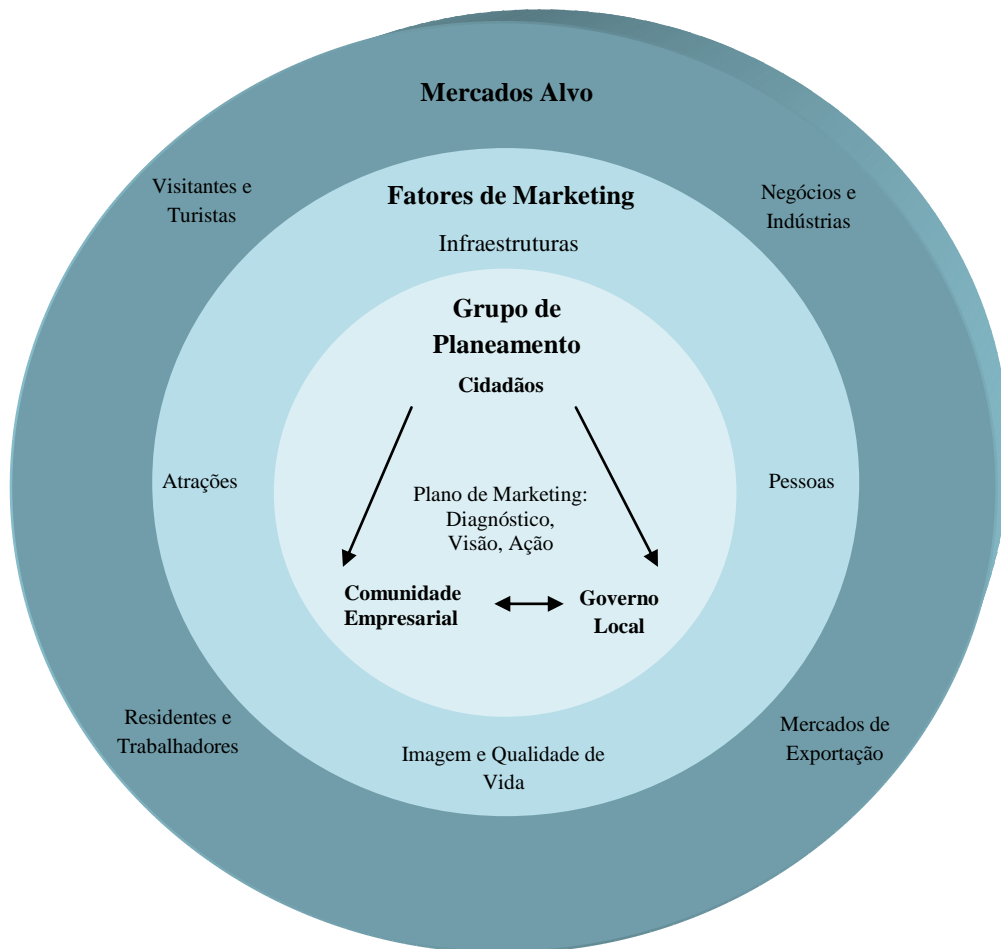 Mercados Alvo
Visitantes e
Turistas
Negócios e
Indústrias
Fatores de Marketing
Infraestruturas
Grupo de
Planeamento
Cidadãos
Atrações
Pessoas
Plano de Marketing:
Diagnóstico,
Visão, Ação
Comunidade
Empresarial
Governo
Local
Residentes e
Trabalhadores
Mercados de
Exportação
Imagem e Qualidade de
Vida